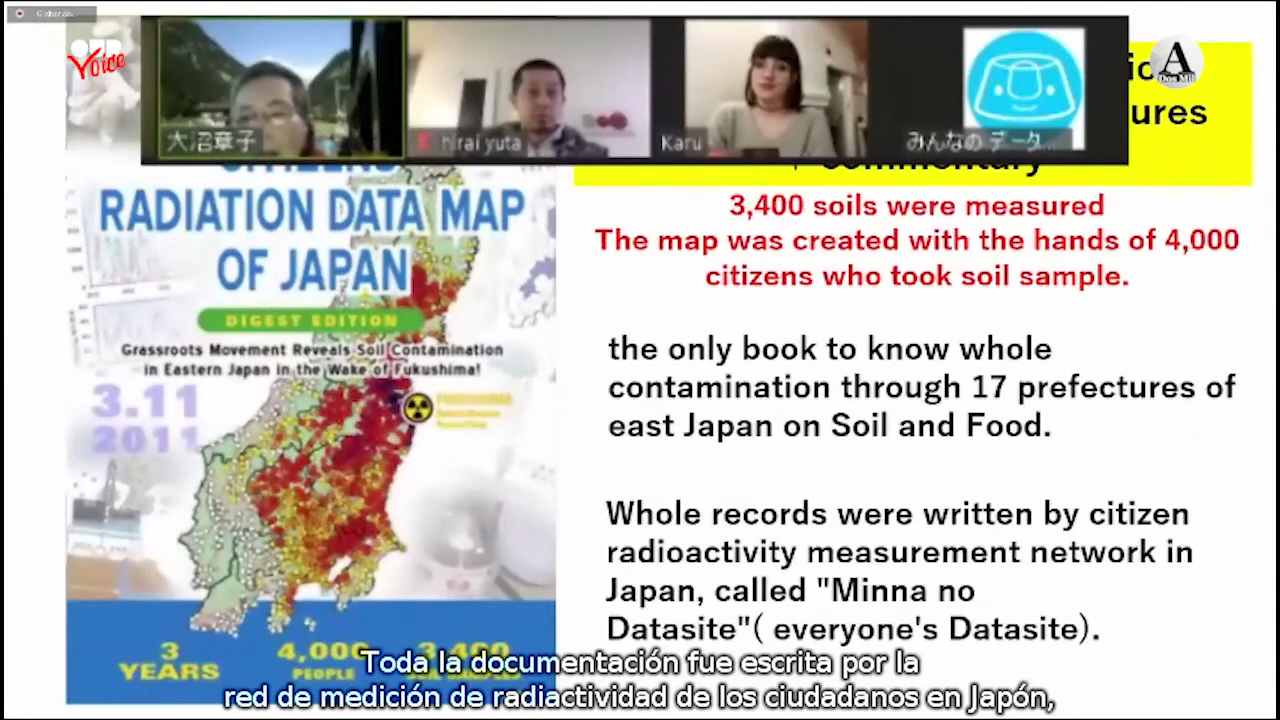 Voice
大沼章子
hirai yuta
Karu
みんなの データ...
A
Dos Mil
ures
commentary
RADIATION DATA MAP
OF JAPAN
DIGEST EDITION
Grassroots Movement Reveals Soil Contamination
in Eastern Japan in the Wake of Fukushima!
3.11
2011
3
YEARS
4,000
PEOPLE
3,400
3,400 soils were measured
The map was created with the hands of 4,000
citizens who took soil sample.
the only book to know whole
contamination through 17 prefectures of
east Japan on Soil and Food.
Whole records were written by citizen
radioactivity measurement network in
Japan, called "Minna no
Datasite"( everyone's Datasite).
Toda la documentación fue escrita por la
red de medición de radiactividad de los ciudadanos en Japón,